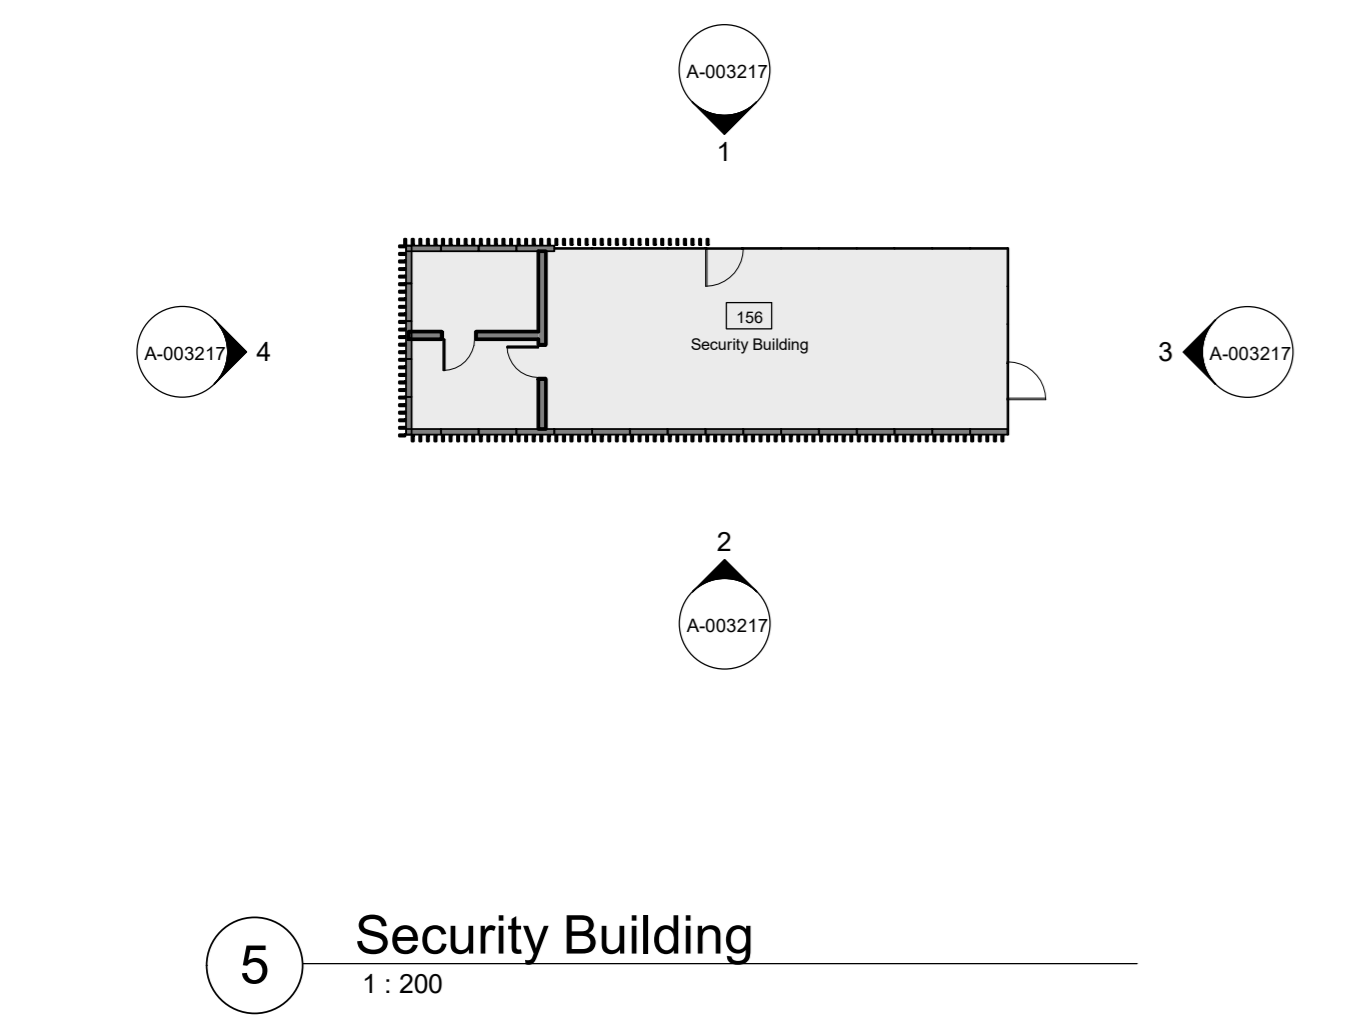 A-003217
1
156
Security Building
A-003217 4
3 A-003217
2
A-003217
5
Security Building
1 : 200